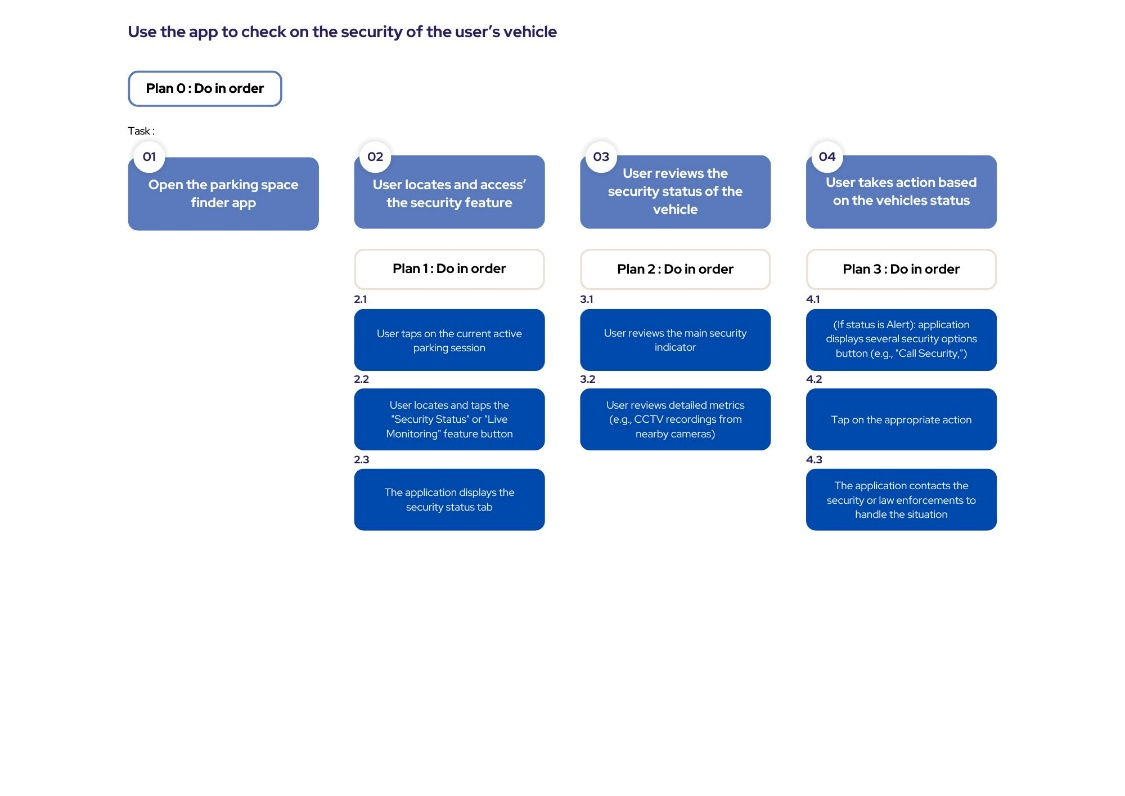 Use the app to check on the security of the user’s vehicle
Plan 0 : Do in order
Task :
01
Open the parking space
finder app
02
User locates and access’
the security feature
03
User reviews the
security status of the
vehicle
04
User takes action based
on the vehicles status
Plan 1 : Do in order
2.1
User taps on the current active
parking session
2.2
User locates and taps the
"Security Status" or "Live
Monitoring" feature button
2.3
The application displays the
security status tab
Plan 2 : Do in order
3.1
User reviews the main security
indicator
3.2
User reviews detailed metrics
(e.g., CCTV recordings from
nearby cameras)
Plan 3 : Do in order
4.1
(If status is Alert): application
displays several security options
button (e.g., "Call Security,")
4.2
Tap on the appropriate action
4.3
The application contacts the
security or law enforcements to
handle the situation